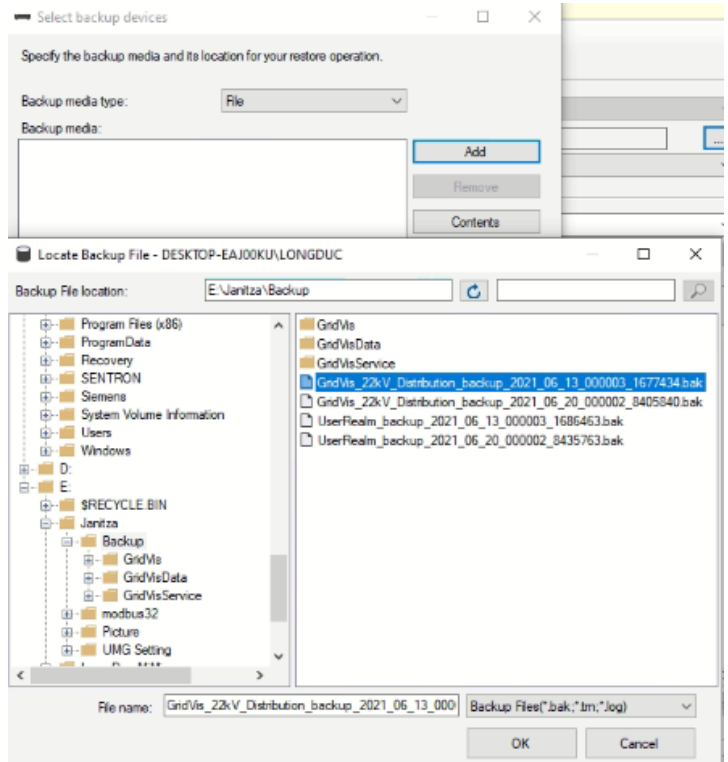 Select backup devices
Specify the backup media and its location for your restore operation.
Backup media type:
File
Backup media:
Add
Remove
Contents
...
Locate Backup File - DESKTOP-EAJ00KU\LONGDUC
Backup File location:
E:\Janitza\Backup
Program Files (x86)
ProgramData
Recovery
SENTRON
Siemens
System Volume Information
Users
Windows
D:
E:
$RECYCLE.BIN
Janitza
Backup
GridVis
GridVisData
GridVisService
modbus32
Picture
UMG Setting
GridVis
GridVisData
GridVisService
GridVis_22kV_Distribution_backup_2021_06_13_000003_1677434.bak
GridVis_22kV_Distribution_backup_2021_06_20_000002_8405840.bak
UserRealm_backup_2021_06_13_000003_1686463.bak
UserRealm_backup_2021_06_20_000002_8435763.bak
File name:
GridVis_22kV_Distribution_backup_2021_06_13_000
Backup Files(*.bak;*.trn;*.log)
OK
Cancel